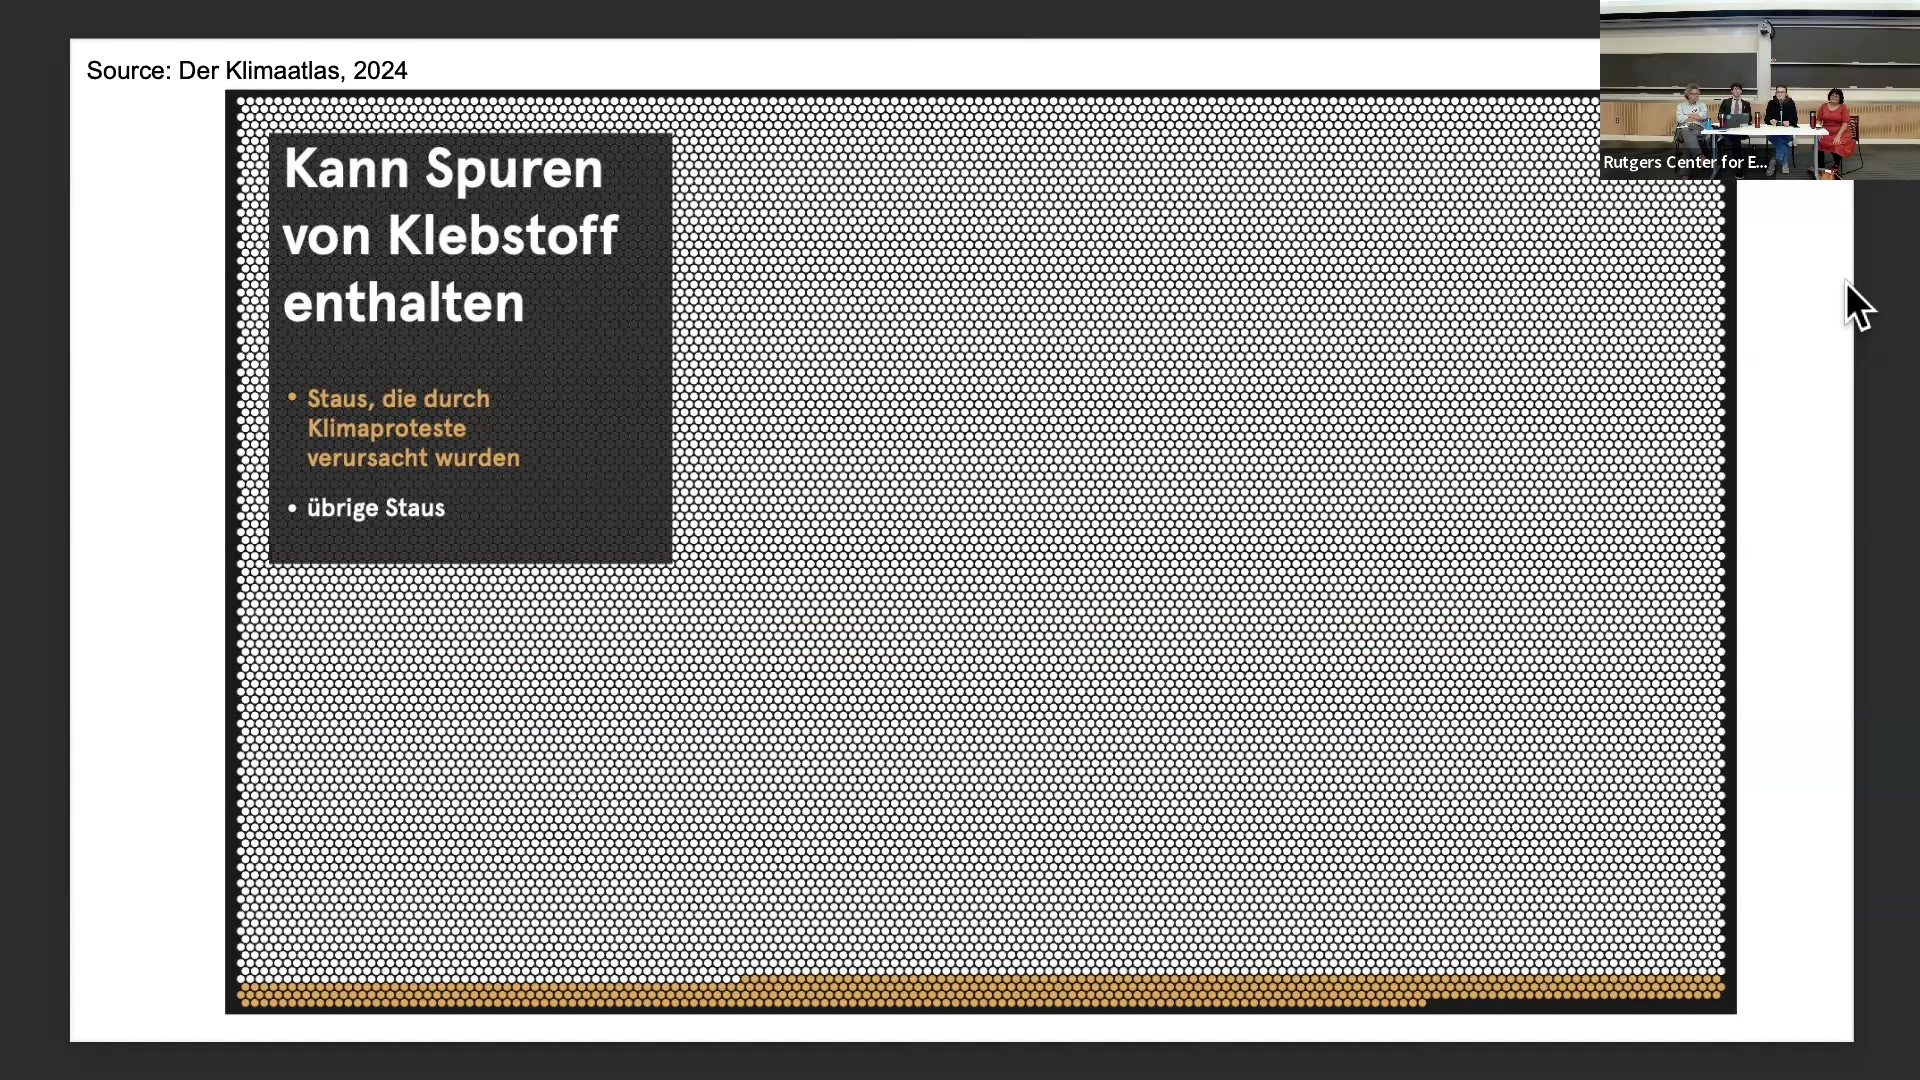 Source: Der Klimaatlas, 2024
Kann Spuren
von Klebstoff
enthalten
• Staus, die durch
Klimaproteste
verursacht wurden
• übrige Staus
Rutgers Center for E...